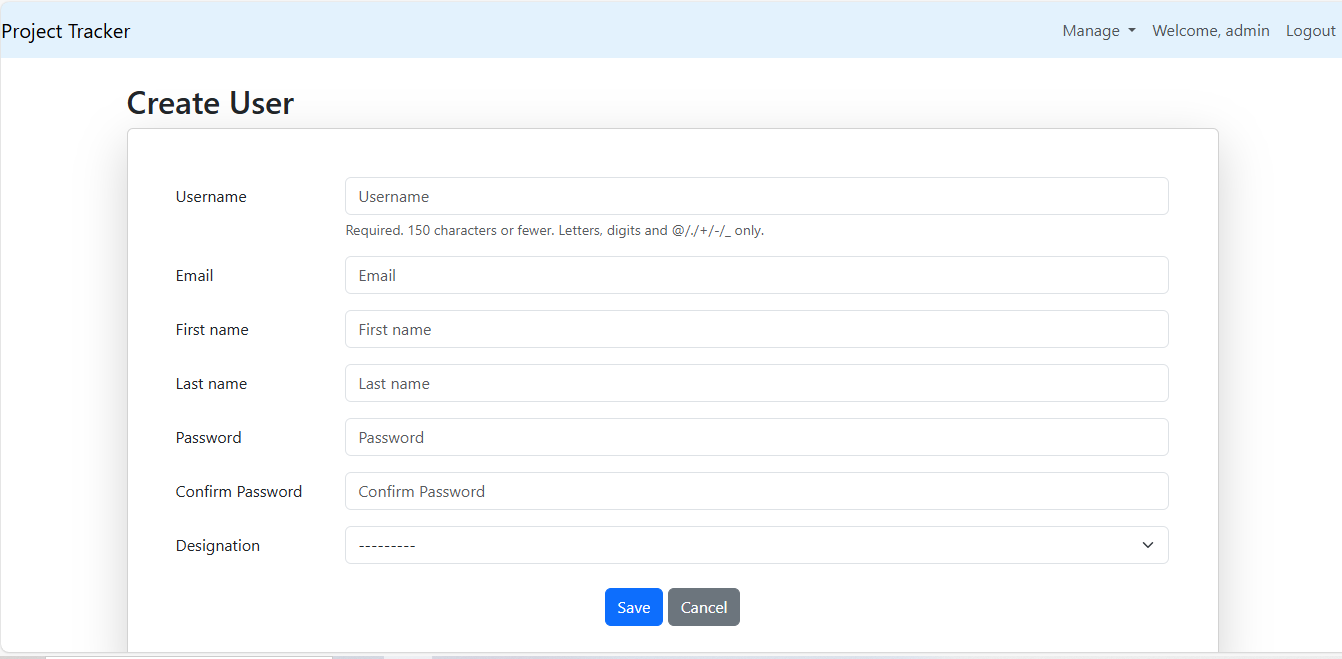 Project Tracker Manage Welcome, admin Logout
Create User
Username Username
Required. 150 characters or fewer. Letters, digits and @/./+/-/_ only.
Email Email
First name First name
Last name Last name
Password Password
Confirm Password Confirm Password
Designation ---------
Save Cancel